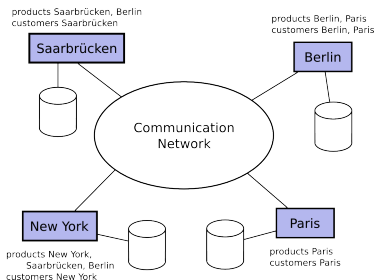 products Saarbrücken, Berlin
customers Saarbrücken
Saarbrücken
products Berlin, Paris
customers Berlin, Paris
Berlin
Communication
Network
New York
products New York,
Saarbrücken, Berlin
customers New York
Paris
products Paris
customers Paris